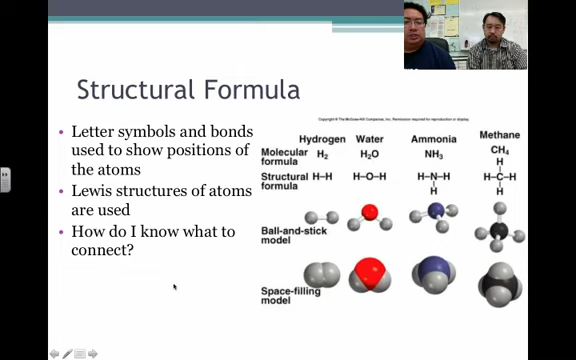 Structural Formula
• Letter symbols and bonds
used to show positions of
the atoms
• Lewis structures of atoms
are used
• How do I know what to
connect?
Copyright © The McGraw-Hill Companies, Inc. Permission required for reproduction or display.
Hydrogen Water Ammonia Methane
Molecular
formula
H₂ H₂O NH₃ CH₄
Structural
formula
H–H H–O–H H–N–H
H
H
H–C–H
H
Ball-and-stick
model
Space-filling
model